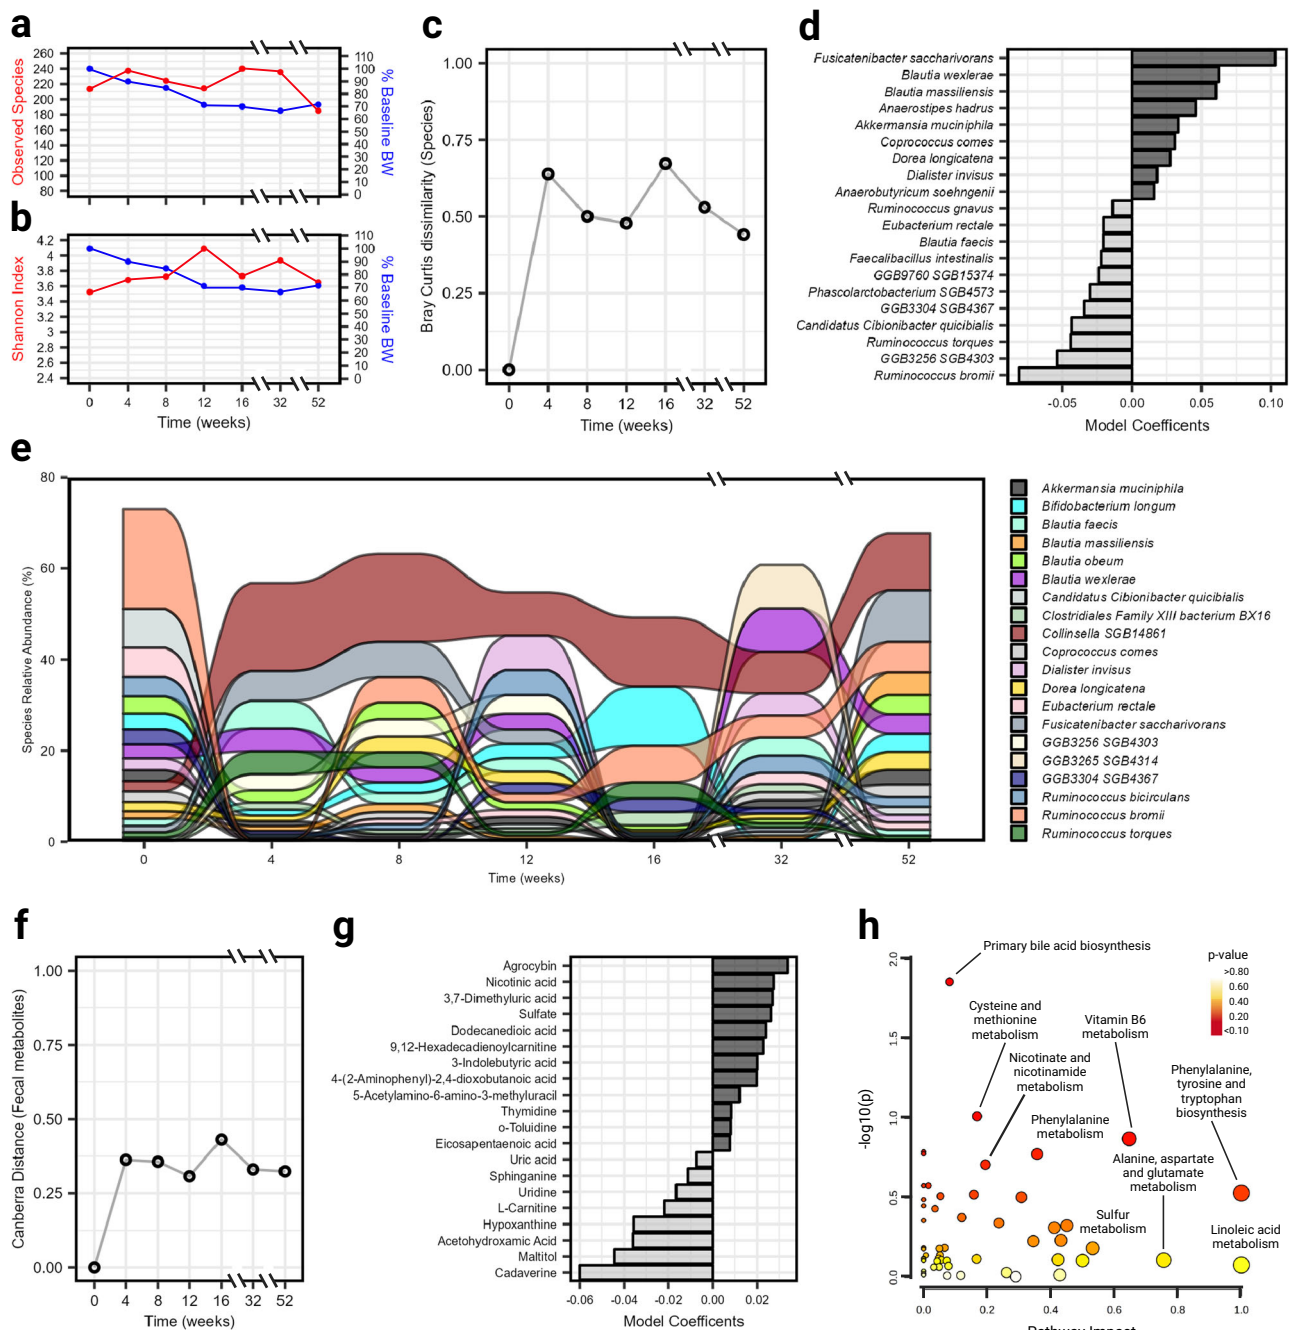 a
260
240
220
200
180
160
140
120
100
80
Observed Species
110
100
90
80
70
60
50
40
30
20
10
0
% Baseline BW
b
4.2
4
3.8
3.6
3.4
3.2
3
2.8
2.6
2.4
Shannon Index
110
100
90
80
70
60
50
40
30
20
10
0
% Baseline BW
0 4 8 12 16 32 52
Time (weeks)
c
1.00
0.75
0.50
0.25
0.00
Bray Curtis dissimilarity (Species)
0 4 8 12 16 32 52
Time (weeks)
d
Fusicatenibacter saccharivorans
Blautia wexlerae
Blautia massiliensis
Anaerostipes hadrus
Akkermansia muciniphila
Coprococcus comes
Dorea longicatena
Dialister invisus
Anaerobutyricum soehngenii
Ruminococcus gnavus
Eubacterium rectale
Blautia faecis
Faecalibacillus intestinalis
GGB9760 SGB15374
Phascolarctobacterium SGB4573
GGB3304 SGB4367
Candidatus Cibionibacter quicibialis
Ruminococcus torques
GGB3256 SGB4303
Ruminococcus bromii
-0.05 0.00 0.05 0.10
Model Coefficents
e
80
60
40
20
0
Species Relative Abundance (%)
0 4 8 12 16 32 52
Time (weeks)
Akkermansia muciniphila
Bifidobacterium longum
Blautia faecis
Blautia massiliensis
Blautia obeum
Blautia wexlerae
Candidatus Cibionibacter quicibialis
Clostridiales Family XIII bacterium BX16
Collinsella SGB14861
Coprococcus comes
Dialister invisus
Dorea longicatena
Eubacterium rectale
Fusicatenibacter saccharivorans
GGB3256 SGB4303
GGB3265 SGB4314
GGB3304 SGB4367
Ruminococcus bicirculans
Ruminococcus bromii
Ruminococcus torques
f
1.00
0.75
0.50
0.25
0.00
Canberra Distance (Fecal metabolites)
0 4 8 12 16 32 52
Time (weeks)
g
Agrocybin
Nicotinic acid
3,7-Dimethyluric acid
Sulfate
Dodecanedioic acid
9,12-Hexadecadienoylcarnitine
3-Indolebutyric acid
4-(2-Aminophenyl)-2,4-dioxobutanoic acid
5-Acetylamino-6-amino-3-methyluracil
Thymidine
o-Toluidine
Eicosapentaenoic acid
Uric acid
Sphinganine
Uridine
L-Carnitine
Hypoxanthine
Acetohydroxamic Acid
Maltitol
Cadaverine
-0.06 -0.04 -0.02 0.00 0.02
Model Coefficents
h
2.0
1.5
1.0
0.5
0.0
-log10(p)
Primary bile acid biosynthesis
p-value
>0.80
0.60
0.40
0.20
<0.10
Cysteine and
methionine
metabolism
Vitamin B6
metabolism
Nicotinate and
nicotinamide
metabolism
Phenylalanine,
tyrosine and
tryptophan
biosynthesis
Phenylalanine
metabolism
Alanine, aspartate
and glutamate
metabolism
Sulfur
metabolism
Linoleic acid
metabolism
0.0 0.2 0.4 0.6 0.8 1.0
Pathway Impact